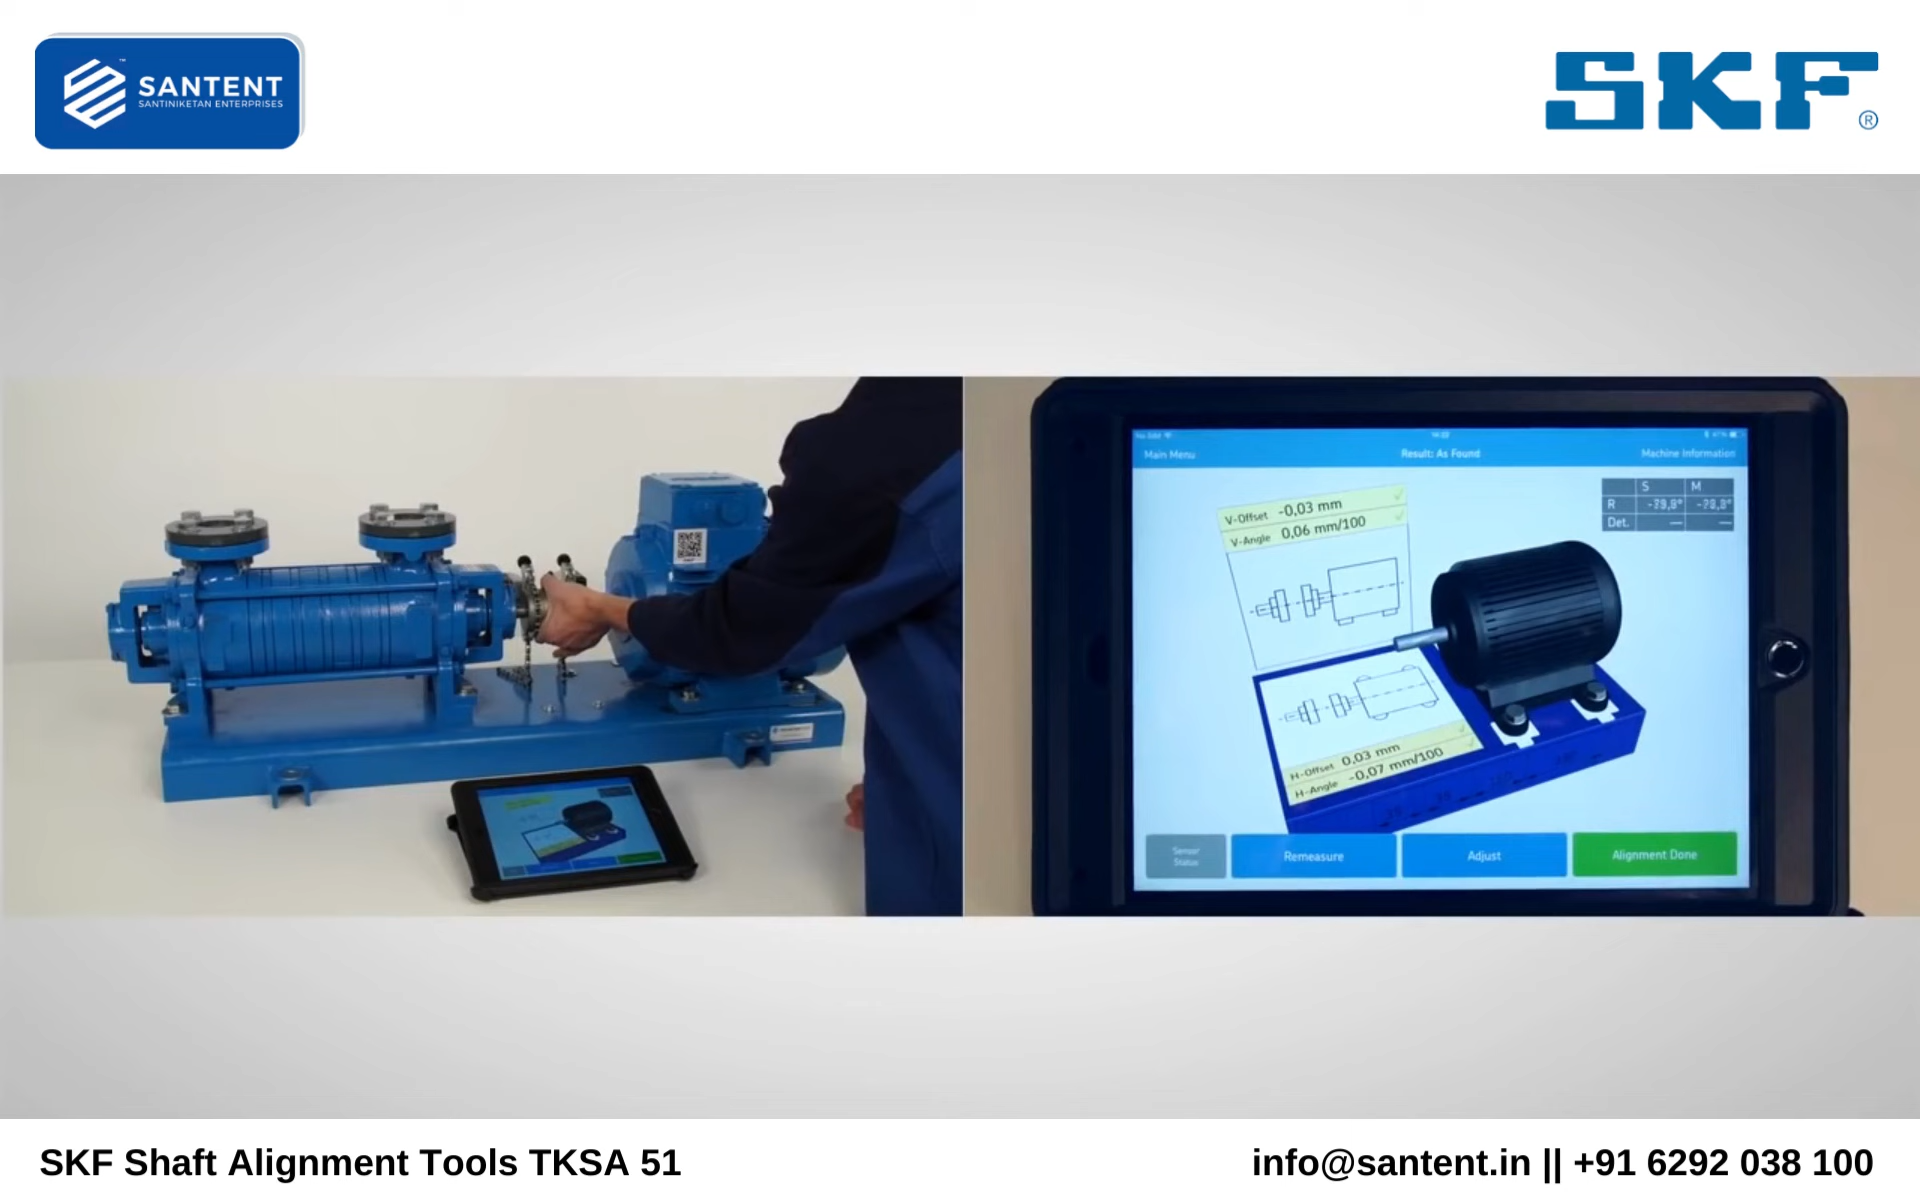 SANTENT
SANTINIKETAN ENTERPRISES
SKF
®
Main Menu
Result: As Found
Machine Information
S M
R
Det. — —
V-Offset -0,03 mm
V-Angle 0,06 mm/100
H-Offset 0,03 mm
H-Angle -0,07 mm/100
Sensor
Status
Remeasure
Adjust
Alignment Done
SKF Shaft Alignment Tools TKSA 51
info@santent.in || +91 6292 038 100